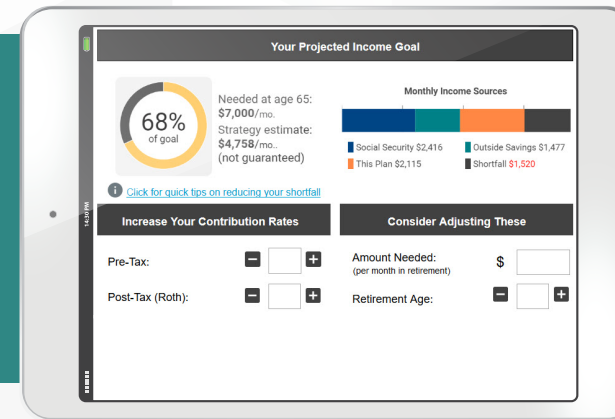 Your Projected Income Goal
68%
of goal
Needed at age 65:
$7,000/mo.
Strategy estimate:
$4,758/mo..
(not guaranteed)
Monthly Income Sources
Social Security $2,416
Outside Savings $1,477
This Plan $2,115
Shortfall $1,520
i Click for quick tips on reducing your shortfall
14:30 PM
Increase Your Contribution Rates
Pre-Tax:
Post-Tax (Roth):
Consider Adjusting These
Amount Needed: $
(per month in retirement)
Retirement Age: